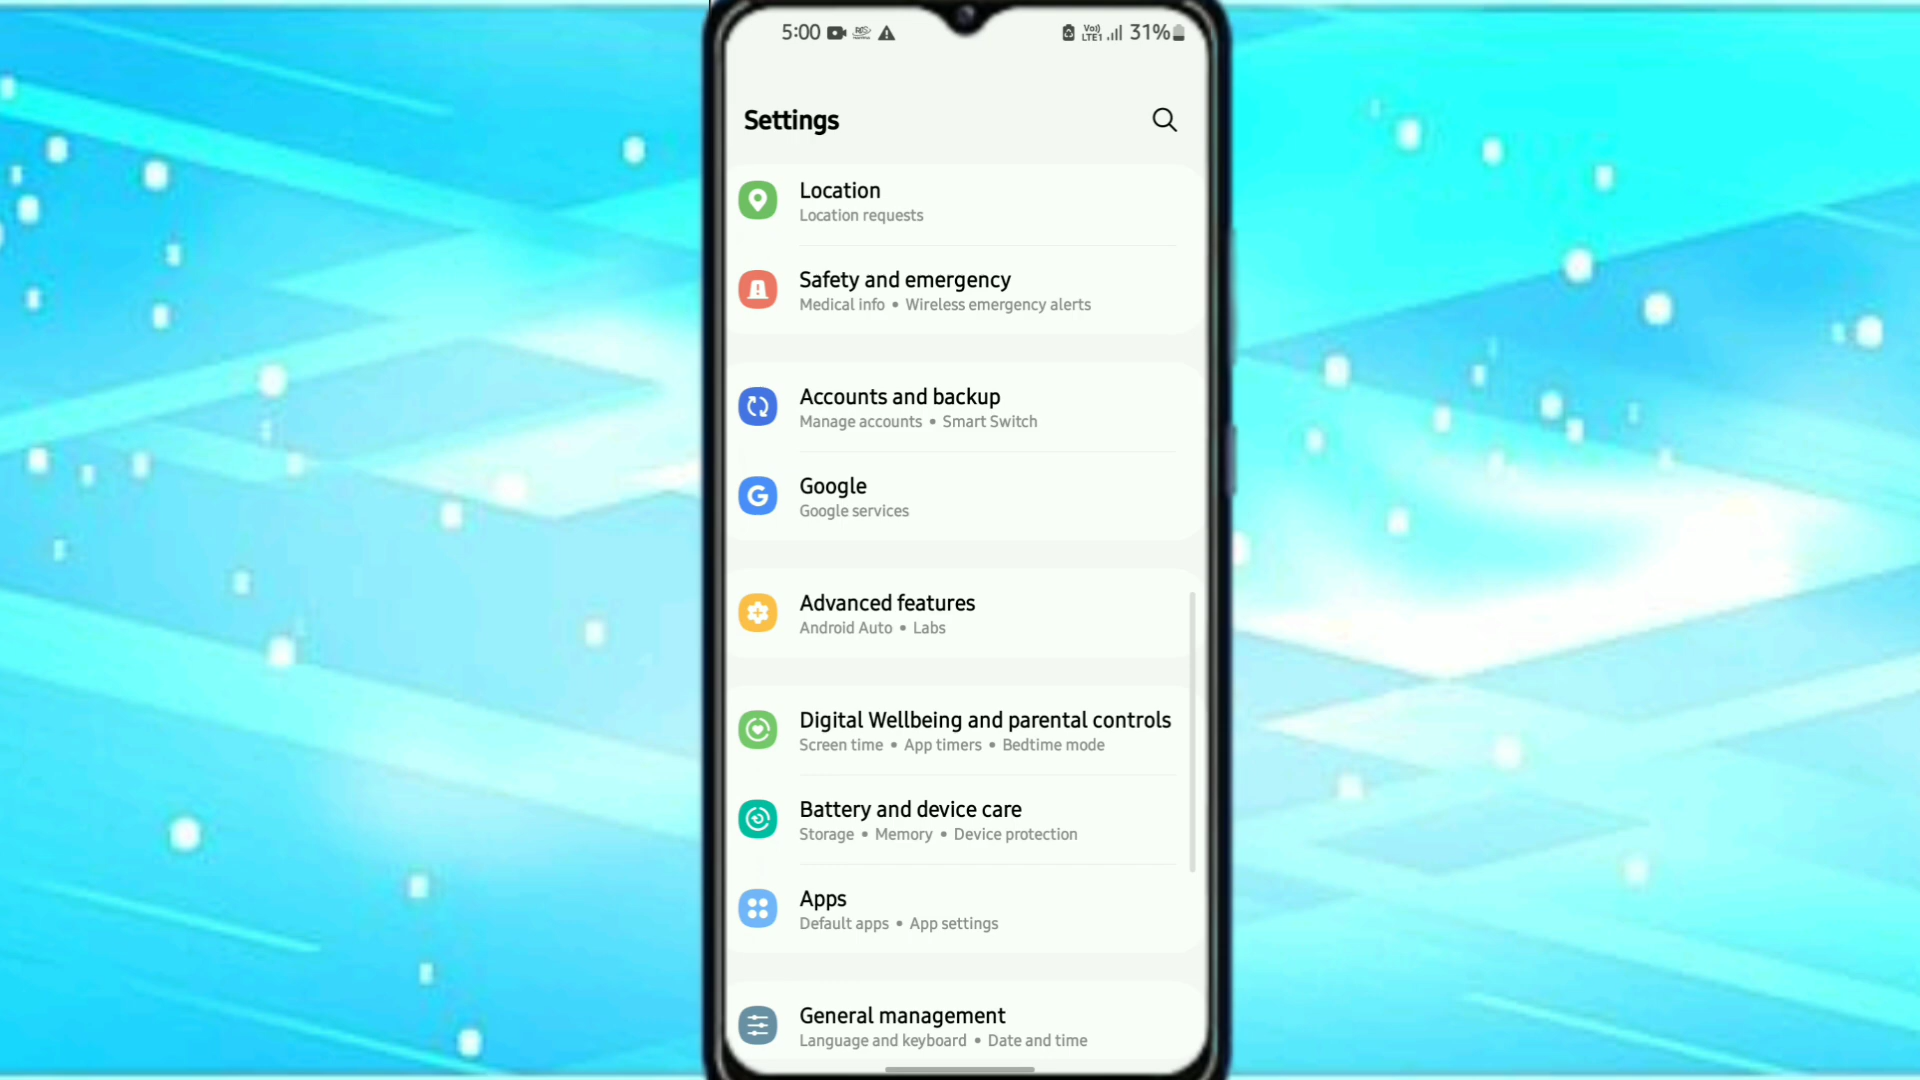 5:00 Vo) LTE1 31%
Settings
Location
Location requests
Safety and emergency
Medical info • Wireless emergency alerts
Accounts and backup
Manage accounts • Smart Switch
Google
Google services
Advanced features
Android Auto • Labs
Digital Wellbeing and parental controls
Screen time • App timers • Bedtime mode
Battery and device care
Storage • Memory • Device protection
Apps
Default apps • App settings
General management
Language and keyboard • Date and time